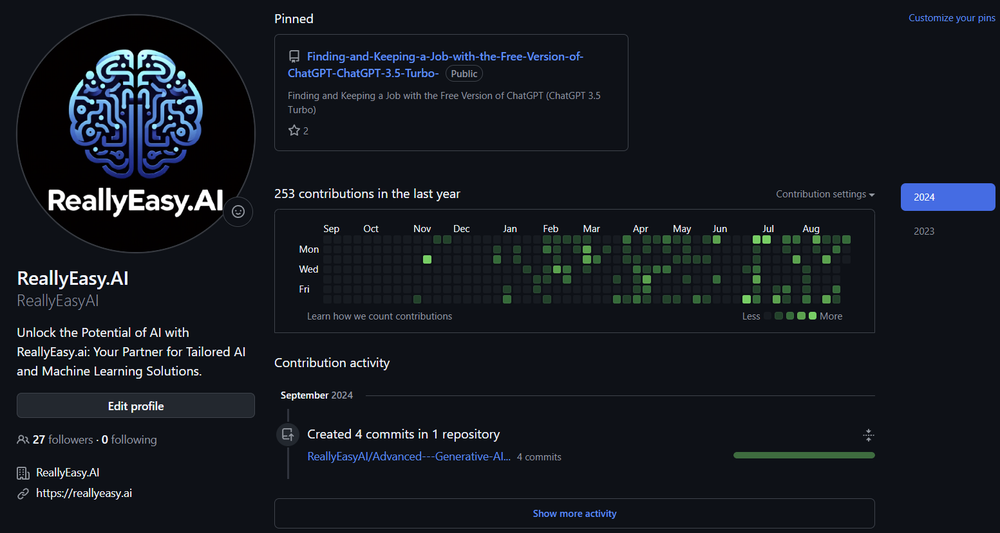 ReallyEasy.AI
ReallyEasy.AI
ReallyEasyAI
Unlock the Potential of AI with
ReallyEasy.ai: Your Partner for Tailored AI
and Machine Learning Solutions.
Edit profile
27 followers · 0 following
ReallyEasy.AI
https://reallyeasy.ai
Pinned
Customize your pins
Finding-and-Keeping-a-Job-with-the-Free-Version-of-
ChatGPT-ChatGPT-3.5-Turbo- Public
Finding and Keeping a Job with the Free Version of ChatGPT (ChatGPT 3.5
Turbo)
2
253 contributions in the last year
Contribution settings
2024
2023
Sep Oct Nov Dec Jan Feb Mar Apr May Jun Jul Aug
Mon
Wed
Fri
Learn how we count contributions
Less More
Contribution activity
September 2024
Created 4 commits in 1 repository
ReallyEasyAI/Advanced---Generative-AI... 4 commits
Show more activity